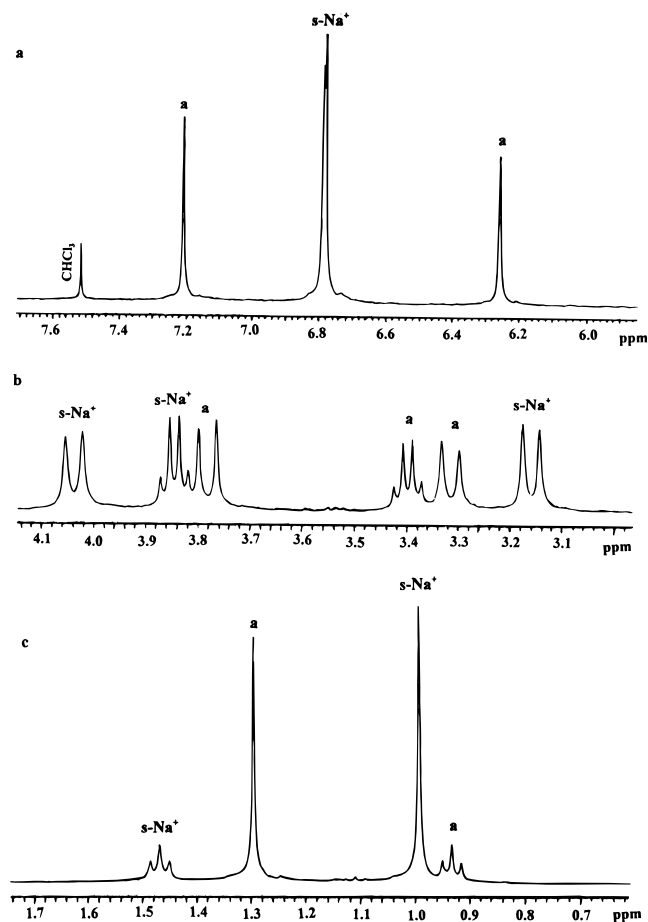 s-Na⁺
a
a
a
CHCl₃
7.6 7.4 7.2 7.0 6.8 6.6 6.4 6.2 6.0 ppm
b
s-Na⁺ s-Na⁺ a a a s-Na⁺
4.1 4.0 3.9 3.8 3.7 3.6 3.5 3.4 3.3 3.2 3.1 ppm
s-Na⁺
a
c
s-Na⁺ a
1.7 1.6 1.5 1.4 1.3 1.2 1.1 1.0 0.9 0.8 0.7 ppm